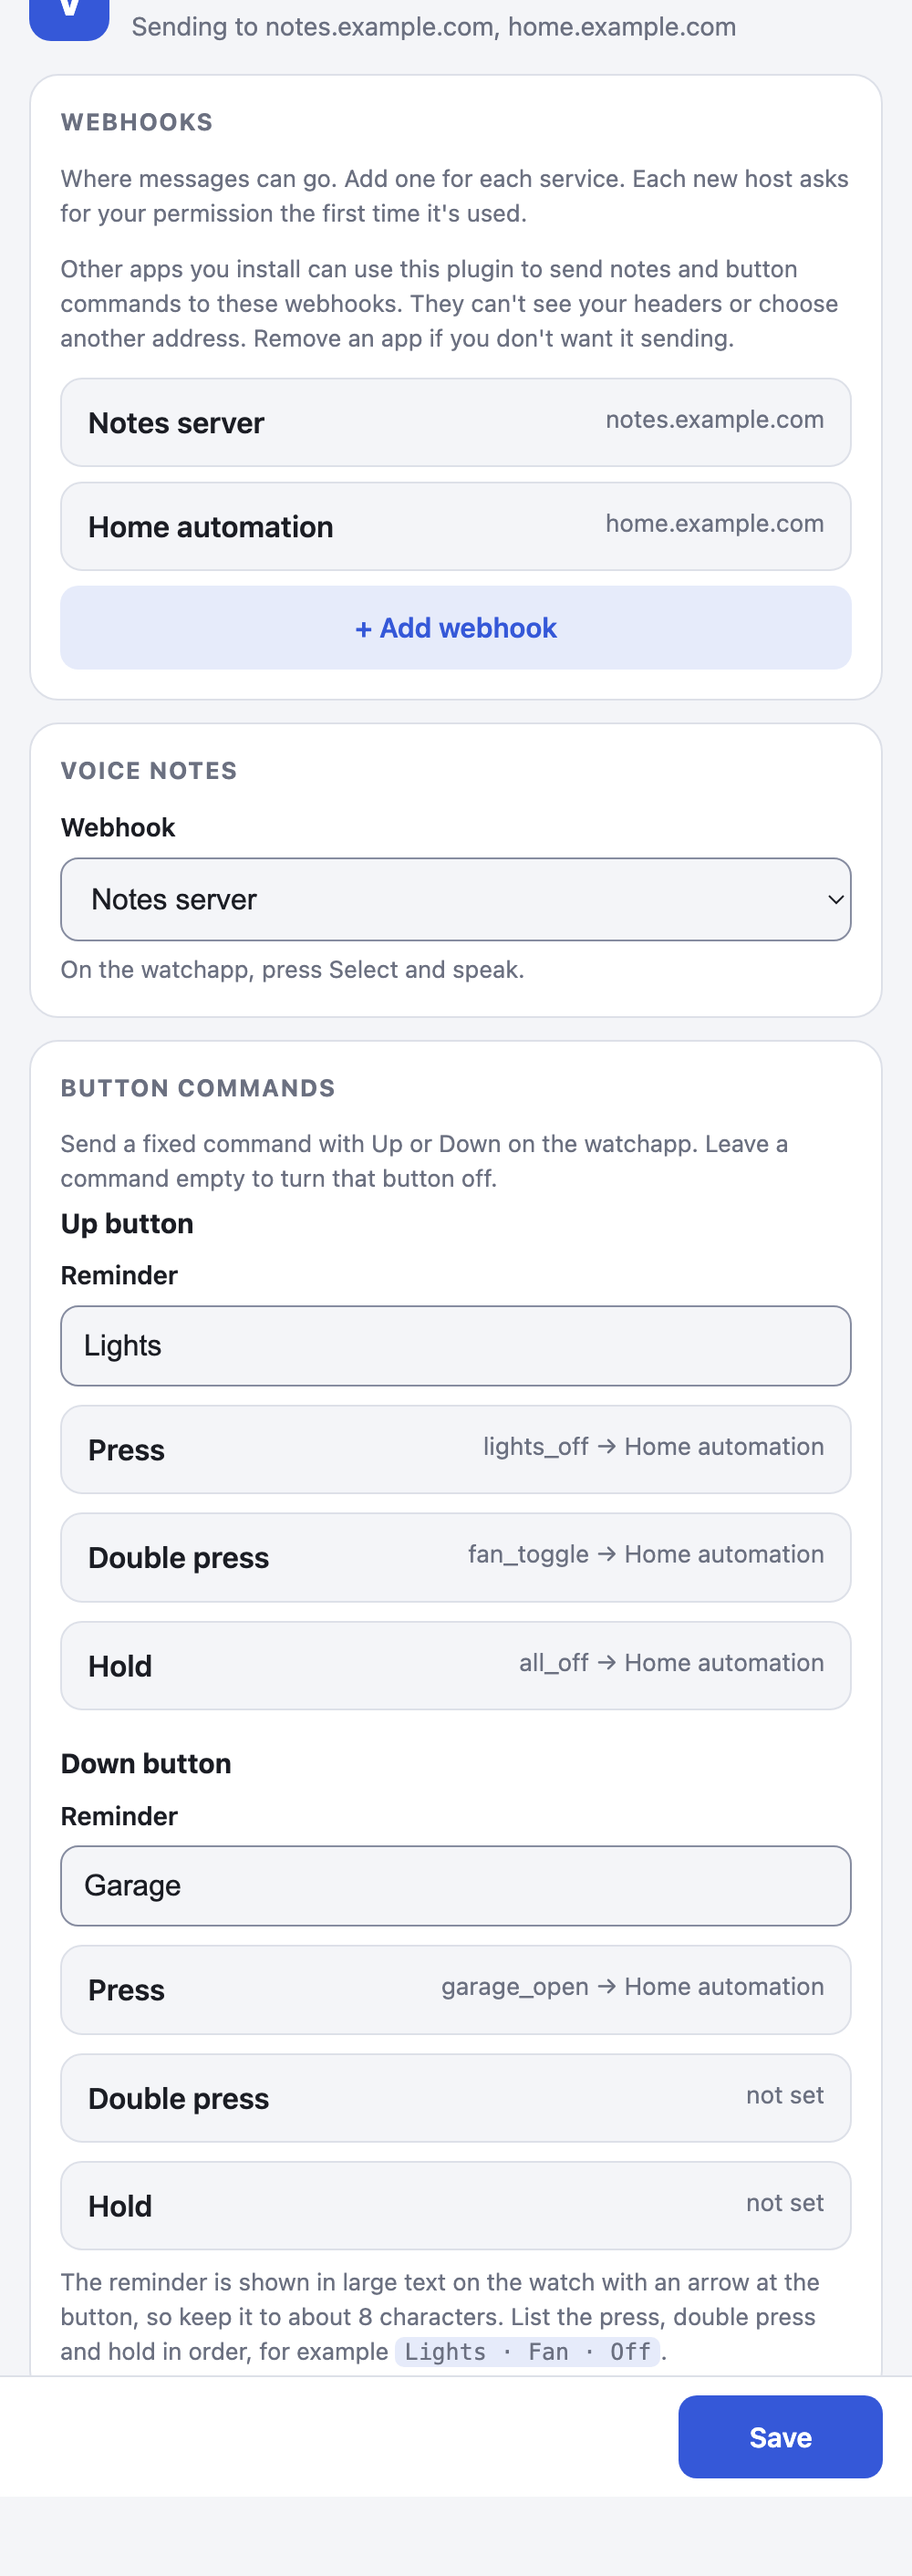 V
Sending to notes.example.com, home.example.com
WEBHOOKS
Where messages can go. Add one for each service. Each new host asks
for your permission the first time it's used.
Other apps you install can use this plugin to send notes and button
commands to these webhooks. They can't see your headers or choose
another address. Remove an app if you don't want it sending.
Notes server notes.example.com
Home automation home.example.com
+ Add webhook
VOICE NOTES
Webhook
Notes server
On the watchapp, press Select and speak.
BUTTON COMMANDS
Send a fixed command with Up or Down on the watchapp. Leave a
command empty to turn that button off.
Up button
Reminder
Lights
Press lights_off → Home automation
Double press fan_toggle → Home automation
Hold all_off → Home automation
Down button
Reminder
Garage
Press garage_open → Home automation
Double press not set
Hold not set
The reminder is shown in large text on the watch with an arrow at the
button, so keep it to about 8 characters. List the press, double press
and hold in order, for example Lights · Fan · Off.
Save